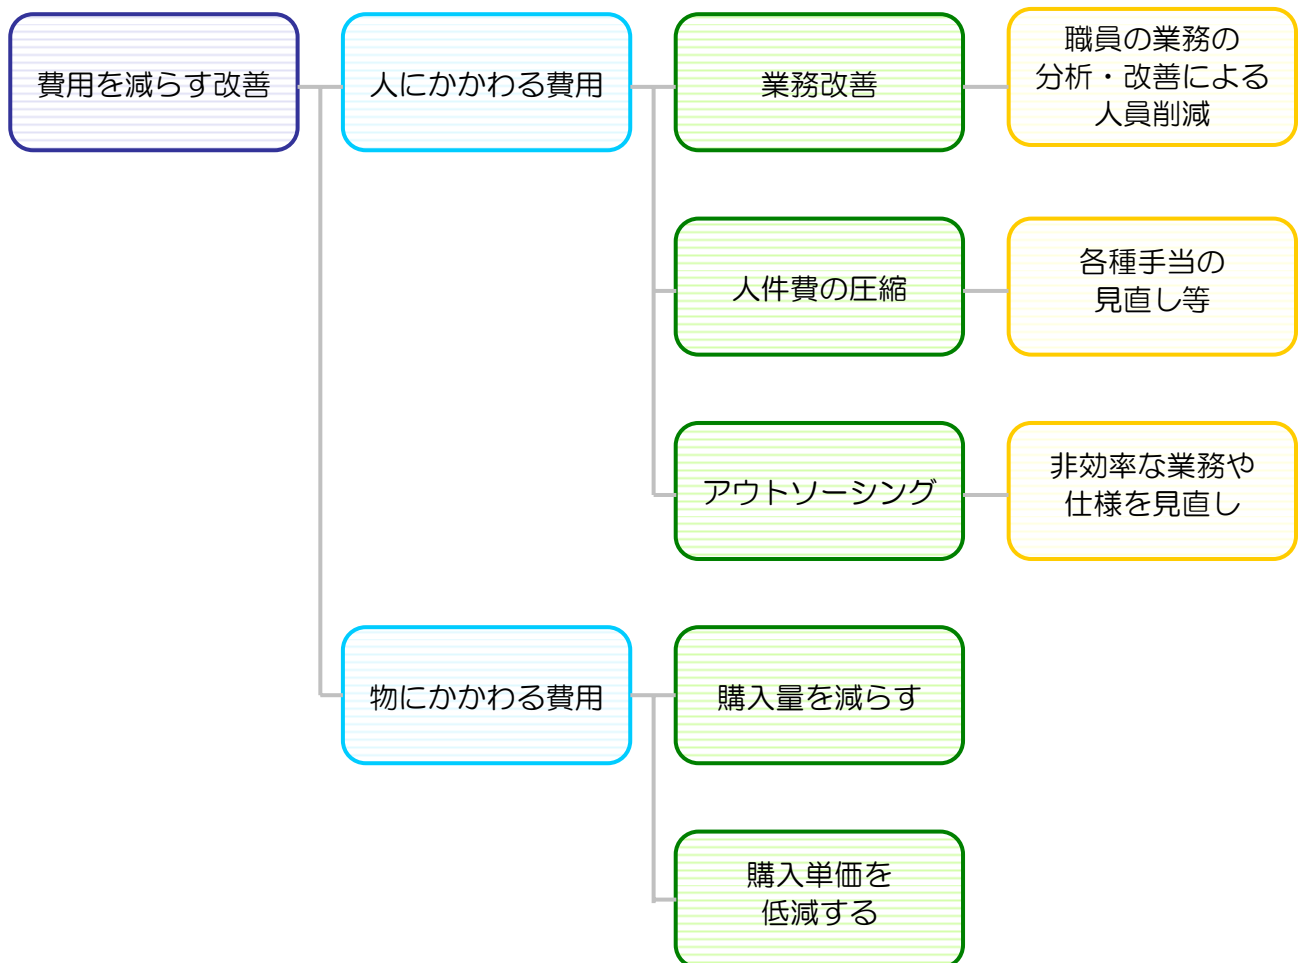 費用を減らす改善
人にかかわる費用
業務改善
職員の業務の
分析・改善による
人員削減
人件費の圧縮
各種手当の
見直し等
アウトソーシング
非効率な業務や
仕様を見直し
物にかかわる費用
購入量を減らす
購入単価を
低減する